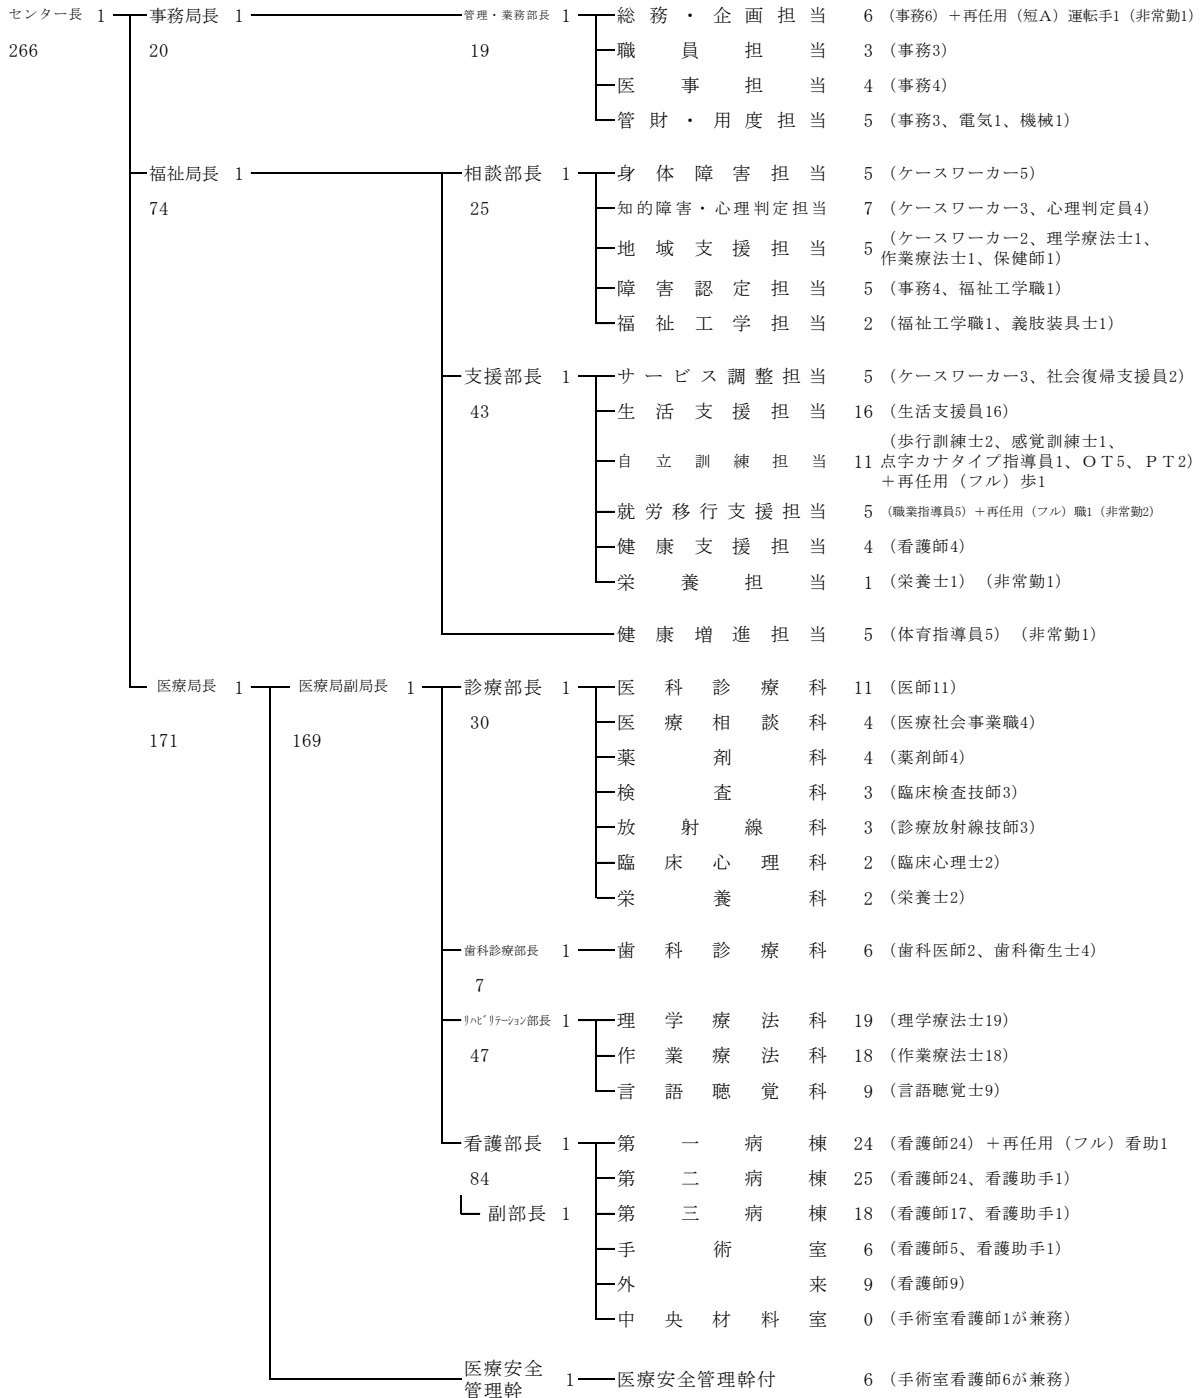 センター長 1 事務局長 1 管理・業務部長 1 総務・企画担当 6 (事務6) +再任用(短A)運転手1(非常勤1)
266 20 19 職員担当 3 (事務3)
医事担当 4 (事務4)
管財・用度担当 5 (事務3、電気1、機械1)
福祉局長 1 相談部長 1 身体障害担当 5 (ケースワーカー5)
74 25 知的障害・心理判定担当 7 (ケースワーカー3、心理判定員4)
地域支援担当 5 (ケースワーカー2、理学療法士1、
作業療法士1、保健師1)
障害認定担当 5 (事務4、福祉工学職1)
福祉工学担当 2 (福祉工学職1、義肢装具士1)
支援部長 1 サービス調整担当 5 (ケースワーカー3、社会復帰支援員2)
43 生活支援担当 16 (生活支援員16)
(歩行訓練士2、感覚訓練士1、
自立訓練担当 11 点字カナタイプ指導員1、OT5、PT2)
+再任用(フル)歩1
就労移行支援担当 5 (職業指導員5) +再任用(フル)職1(非常勤2)
健康支援担当 4 (看護師4)
栄養担当 1 (栄養士1) (非常勤1)
健康増進担当 5 (体育指導員5) (非常勤1)
医療局長 1 医療局副局長 1 診療部長 1 医科診療科 11 (医師11)
171 169 30 医療相談科 4 (医療社会事業職4)
薬剤科 4 (薬剤師4)
検査科 3 (臨床検査技師3)
放射線科 3 (診療放射線技師3)
臨床心理科 2 (臨床心理士2)
栄養科 2 (栄養士2)
歯科診療部長 1 歯科診療科 6 (歯科医師2、歯科衛生士4)
7
ﾘﾊﾋﾞﾘﾃｰｼｮﾝ部長 1 理学療法科 19 (理学療法士19)
47 作業療法科 18 (作業療法士18)
言語聴覚科 9 (言語聴覚士9)
看護部長 1 第一病棟 24 (看護師24) +再任用(フル)看助1
84 第二病棟 25 (看護師24、看護助手1)
副部長 1 第三病棟 18 (看護師17、看護助手1)
手術室 6 (看護師5、看護助手1)
外来 9 (看護師9)
中央材料室 0 (手術室看護師1が兼務)
医療安全
管理幹 1 医療安全管理幹付 6 (手術室看護師6が兼務)